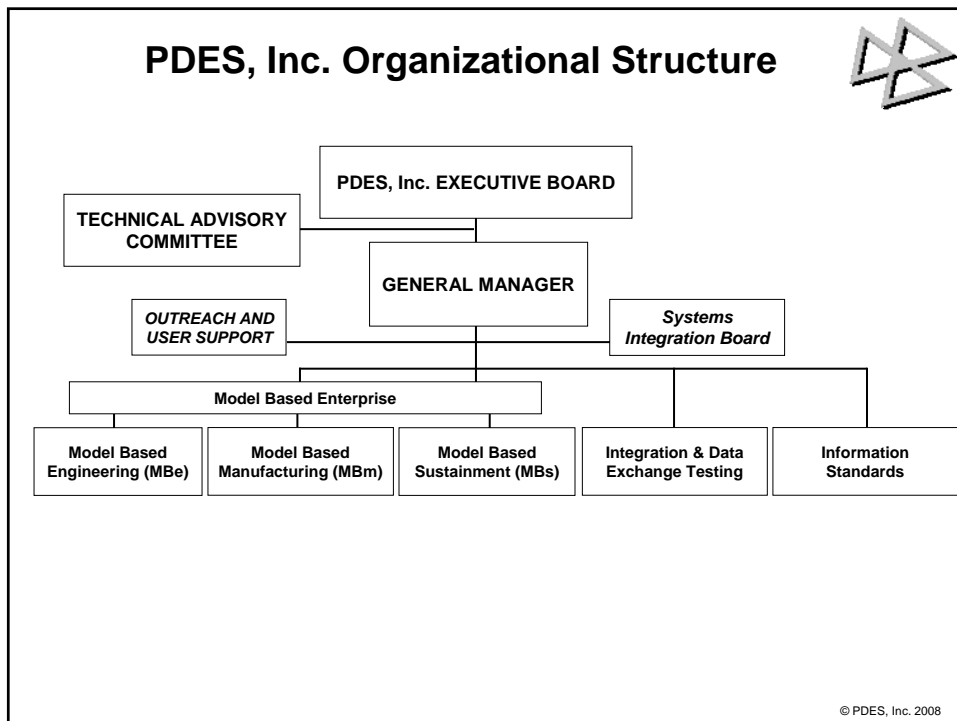 PDES, Inc. Organizational Structure
PDES, Inc. EXECUTIVE BOARD
TECHNICAL ADVISORY
COMMITTEE
GENERAL MANAGER
OUTREACH AND
USER SUPPORT
Systems
Integration Board
Model Based Enterprise
Model Based
Engineering (MBe)
Model Based
Manufacturing (MBm)
Model Based
Sustainment (MBs)
Integration & Data
Exchange Testing
Information
Standards
© PDES, Inc. 2008